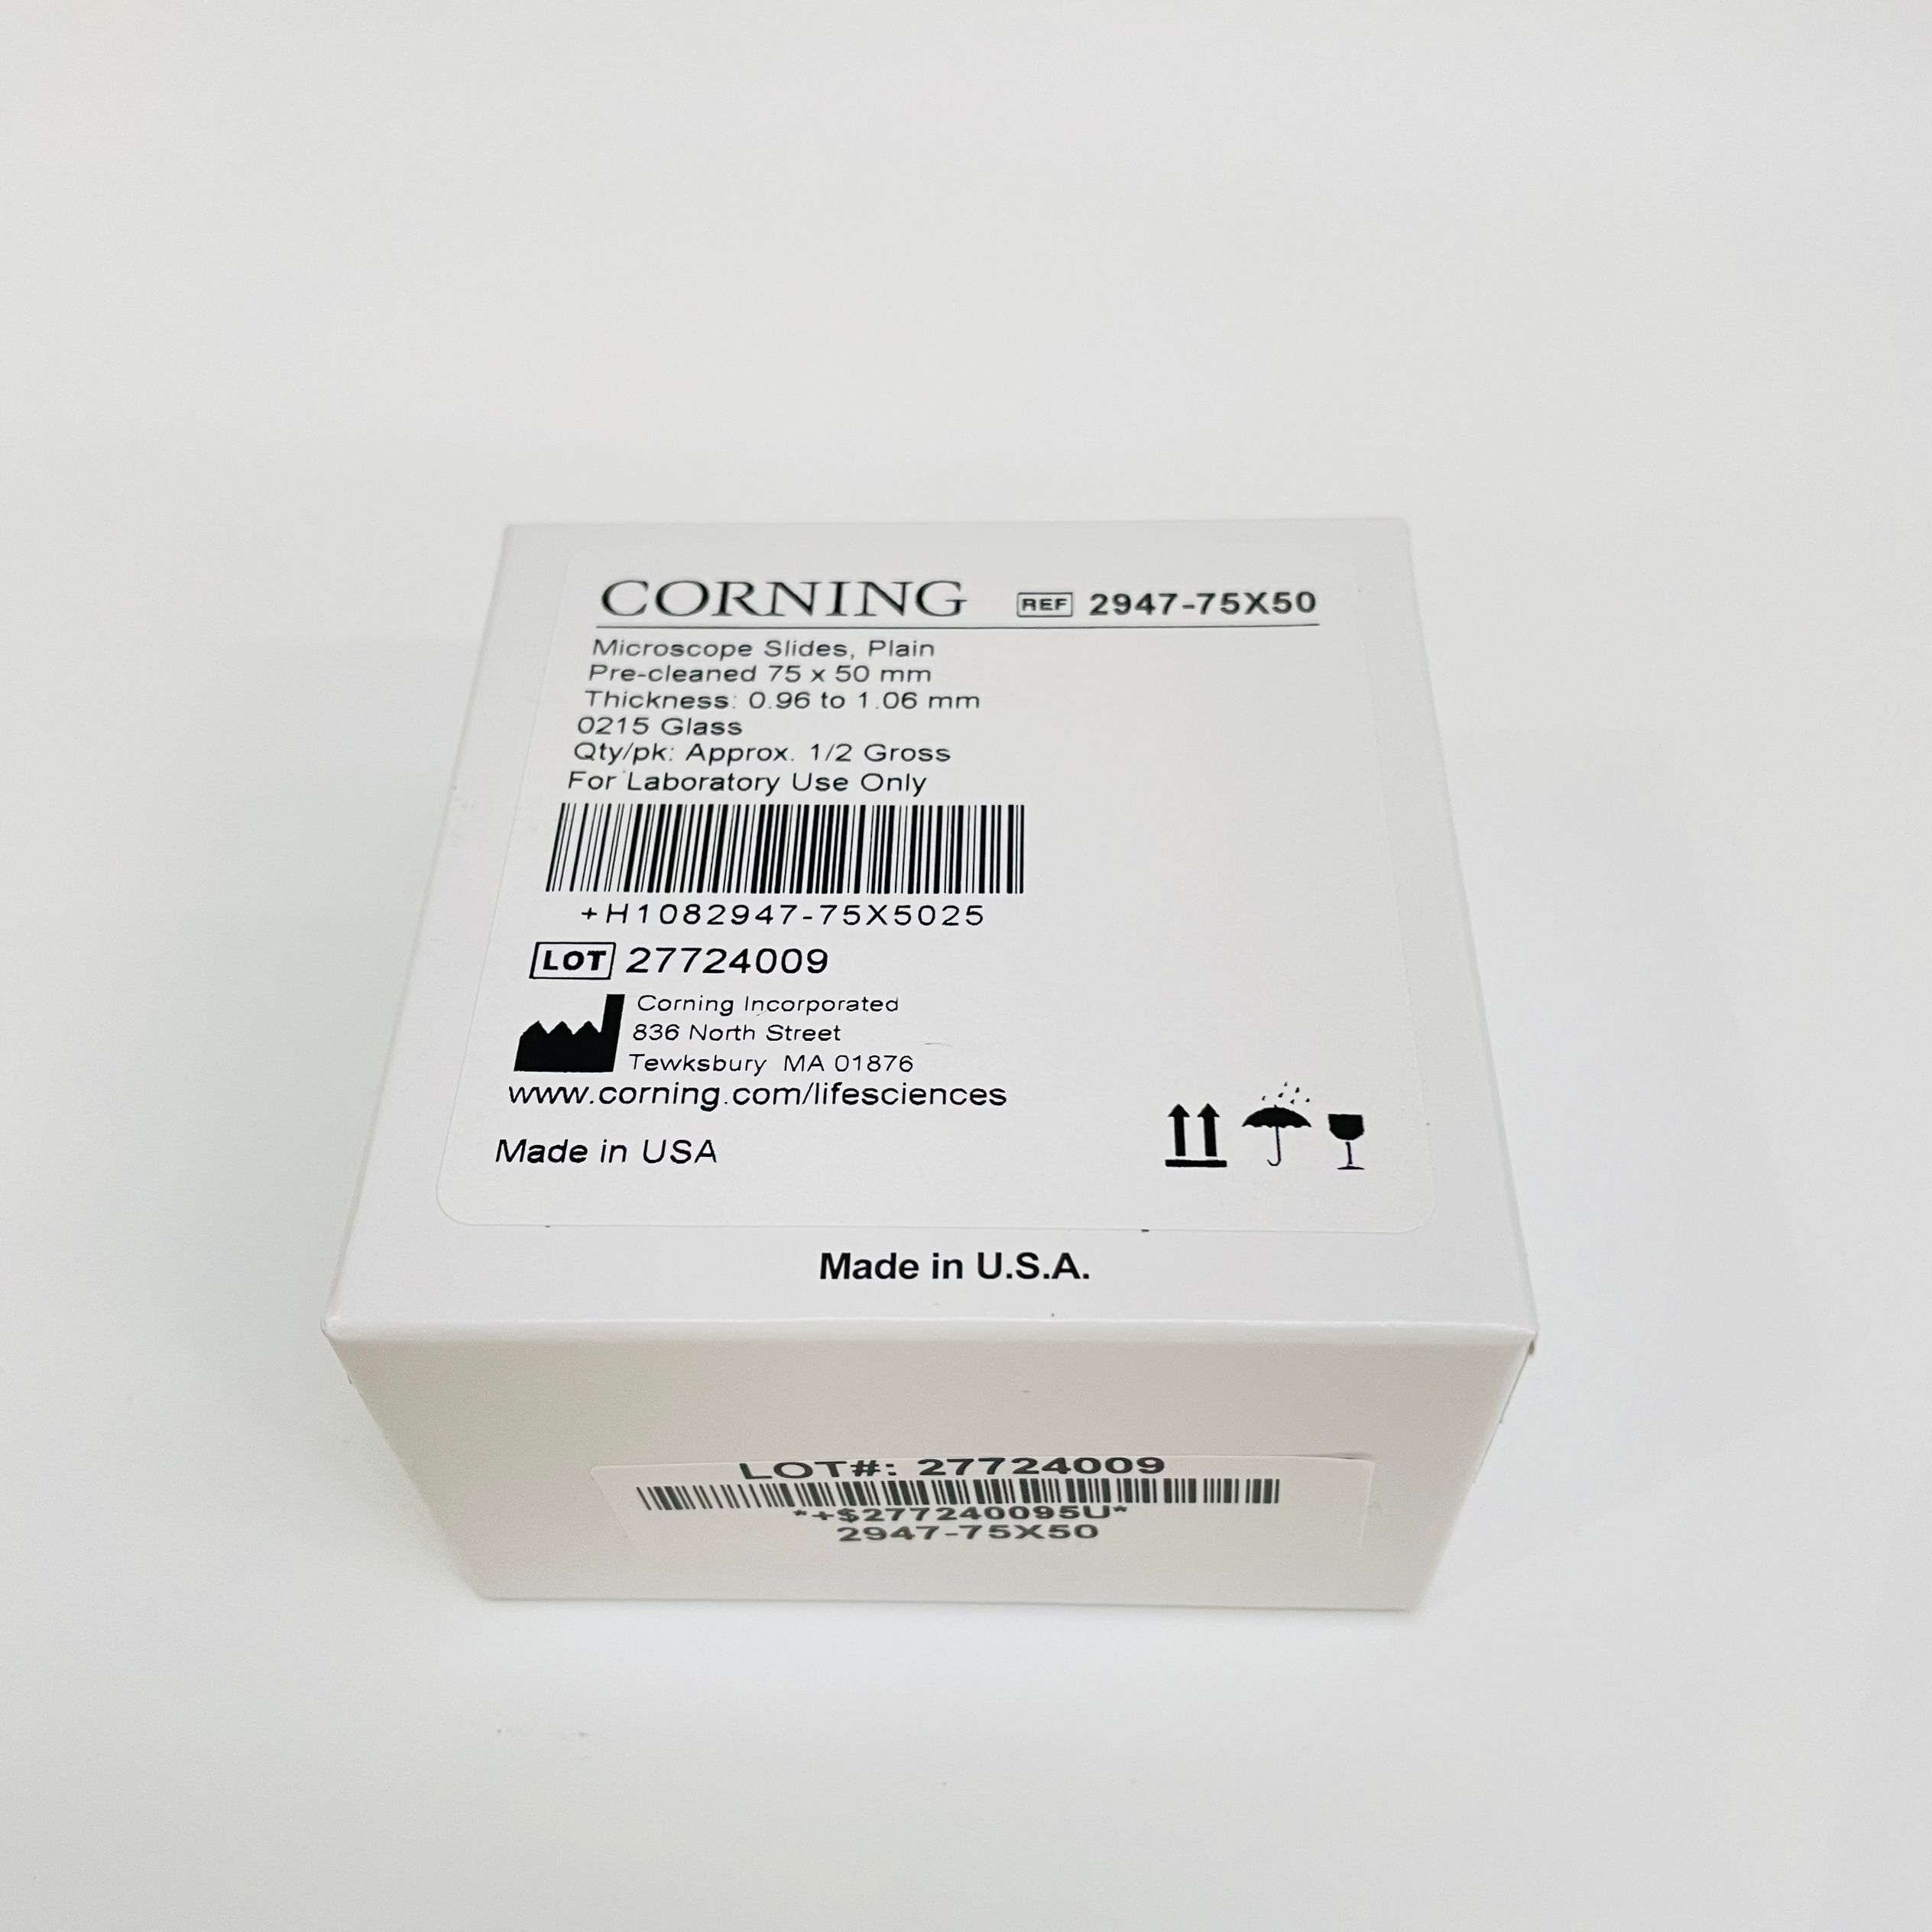 CORNING REF 2947-75X50
Microscope Slides, Plain
Pre-cleaned 75 x 50 mm
Thickness: 0.96 to 1.06 mm
0215 Glass
Qty/pk: Approx. 1/2 Gross
For Laboratory Use Only
+H1082947-75X5025
LOT 27724009
Corning Incorporated
836 North Street
Tewksbury MA 01876
www.corning.com/lifesciences
Made in USA
Made in U.S.A.
LOT#: 27724009
*+$277240095U*
2947-75X50